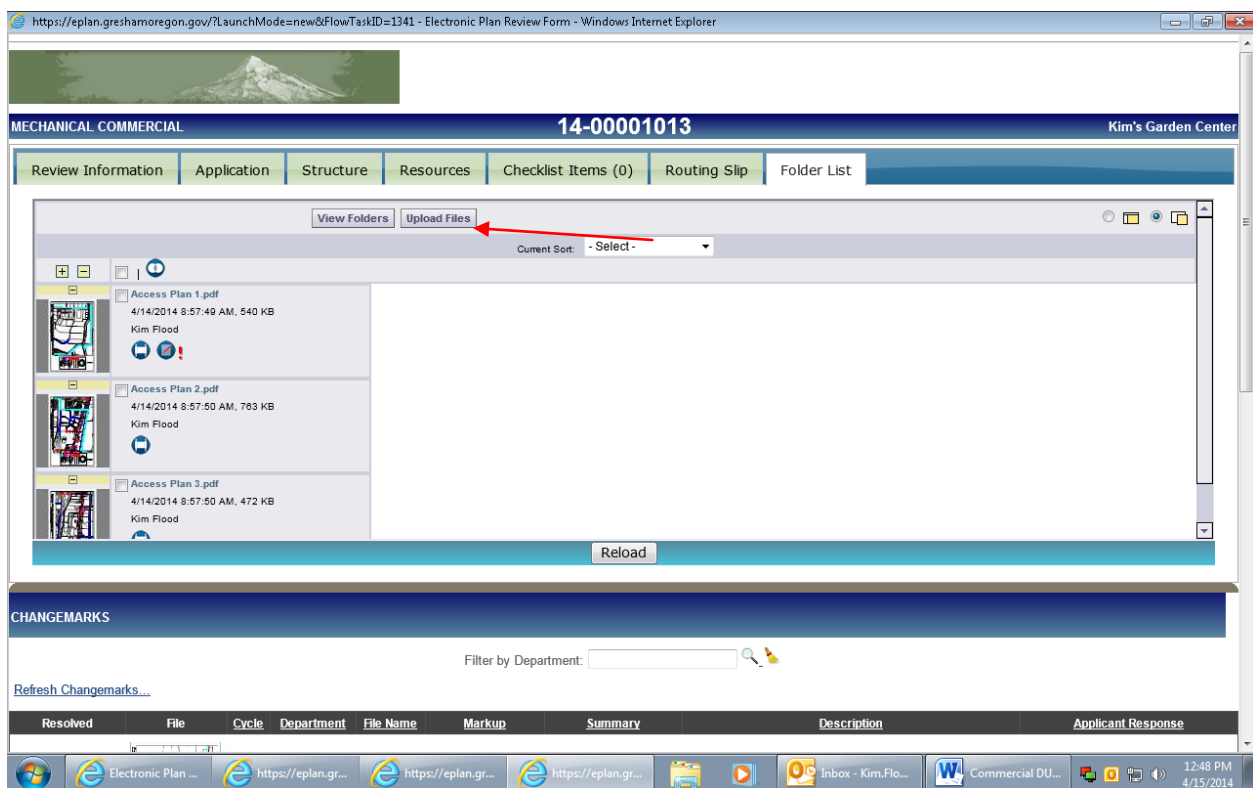 https://eplan.greshamoregon.gov/?LaunchMode=new&FlowTaskID=1341 - Electronic Plan Review Form - Windows Internet Explorer
MECHANICAL COMMERCIAL 14-00001013 Kim's Garden Center
Review Information Application Structure Resources Checklist Items (0) Routing Slip Folder List
View Folders Upload Files
Current Sort: - Select -
Access Plan 1.pdf
4/14/2014 8:57:49 AM, 540 KB
Kim Flood
Access Plan 2.pdf
4/14/2014 8:57:50 AM, 763 KB
Kim Flood
Access Plan 3.pdf
4/14/2014 8:57:50 AM, 472 KB
Kim Flood
Reload
CHANGEMARKS
Filter by Department:
Refresh Changemarks...
Resolved File Cycle Department File Name Markup Summary Description Applicant Response
Electronic Plan ... https://eplan.gr... https://eplan.gr... https://eplan.gr... Inbox - Kim.Flo... Commercial DU... 12:48 PM
4/15/2014